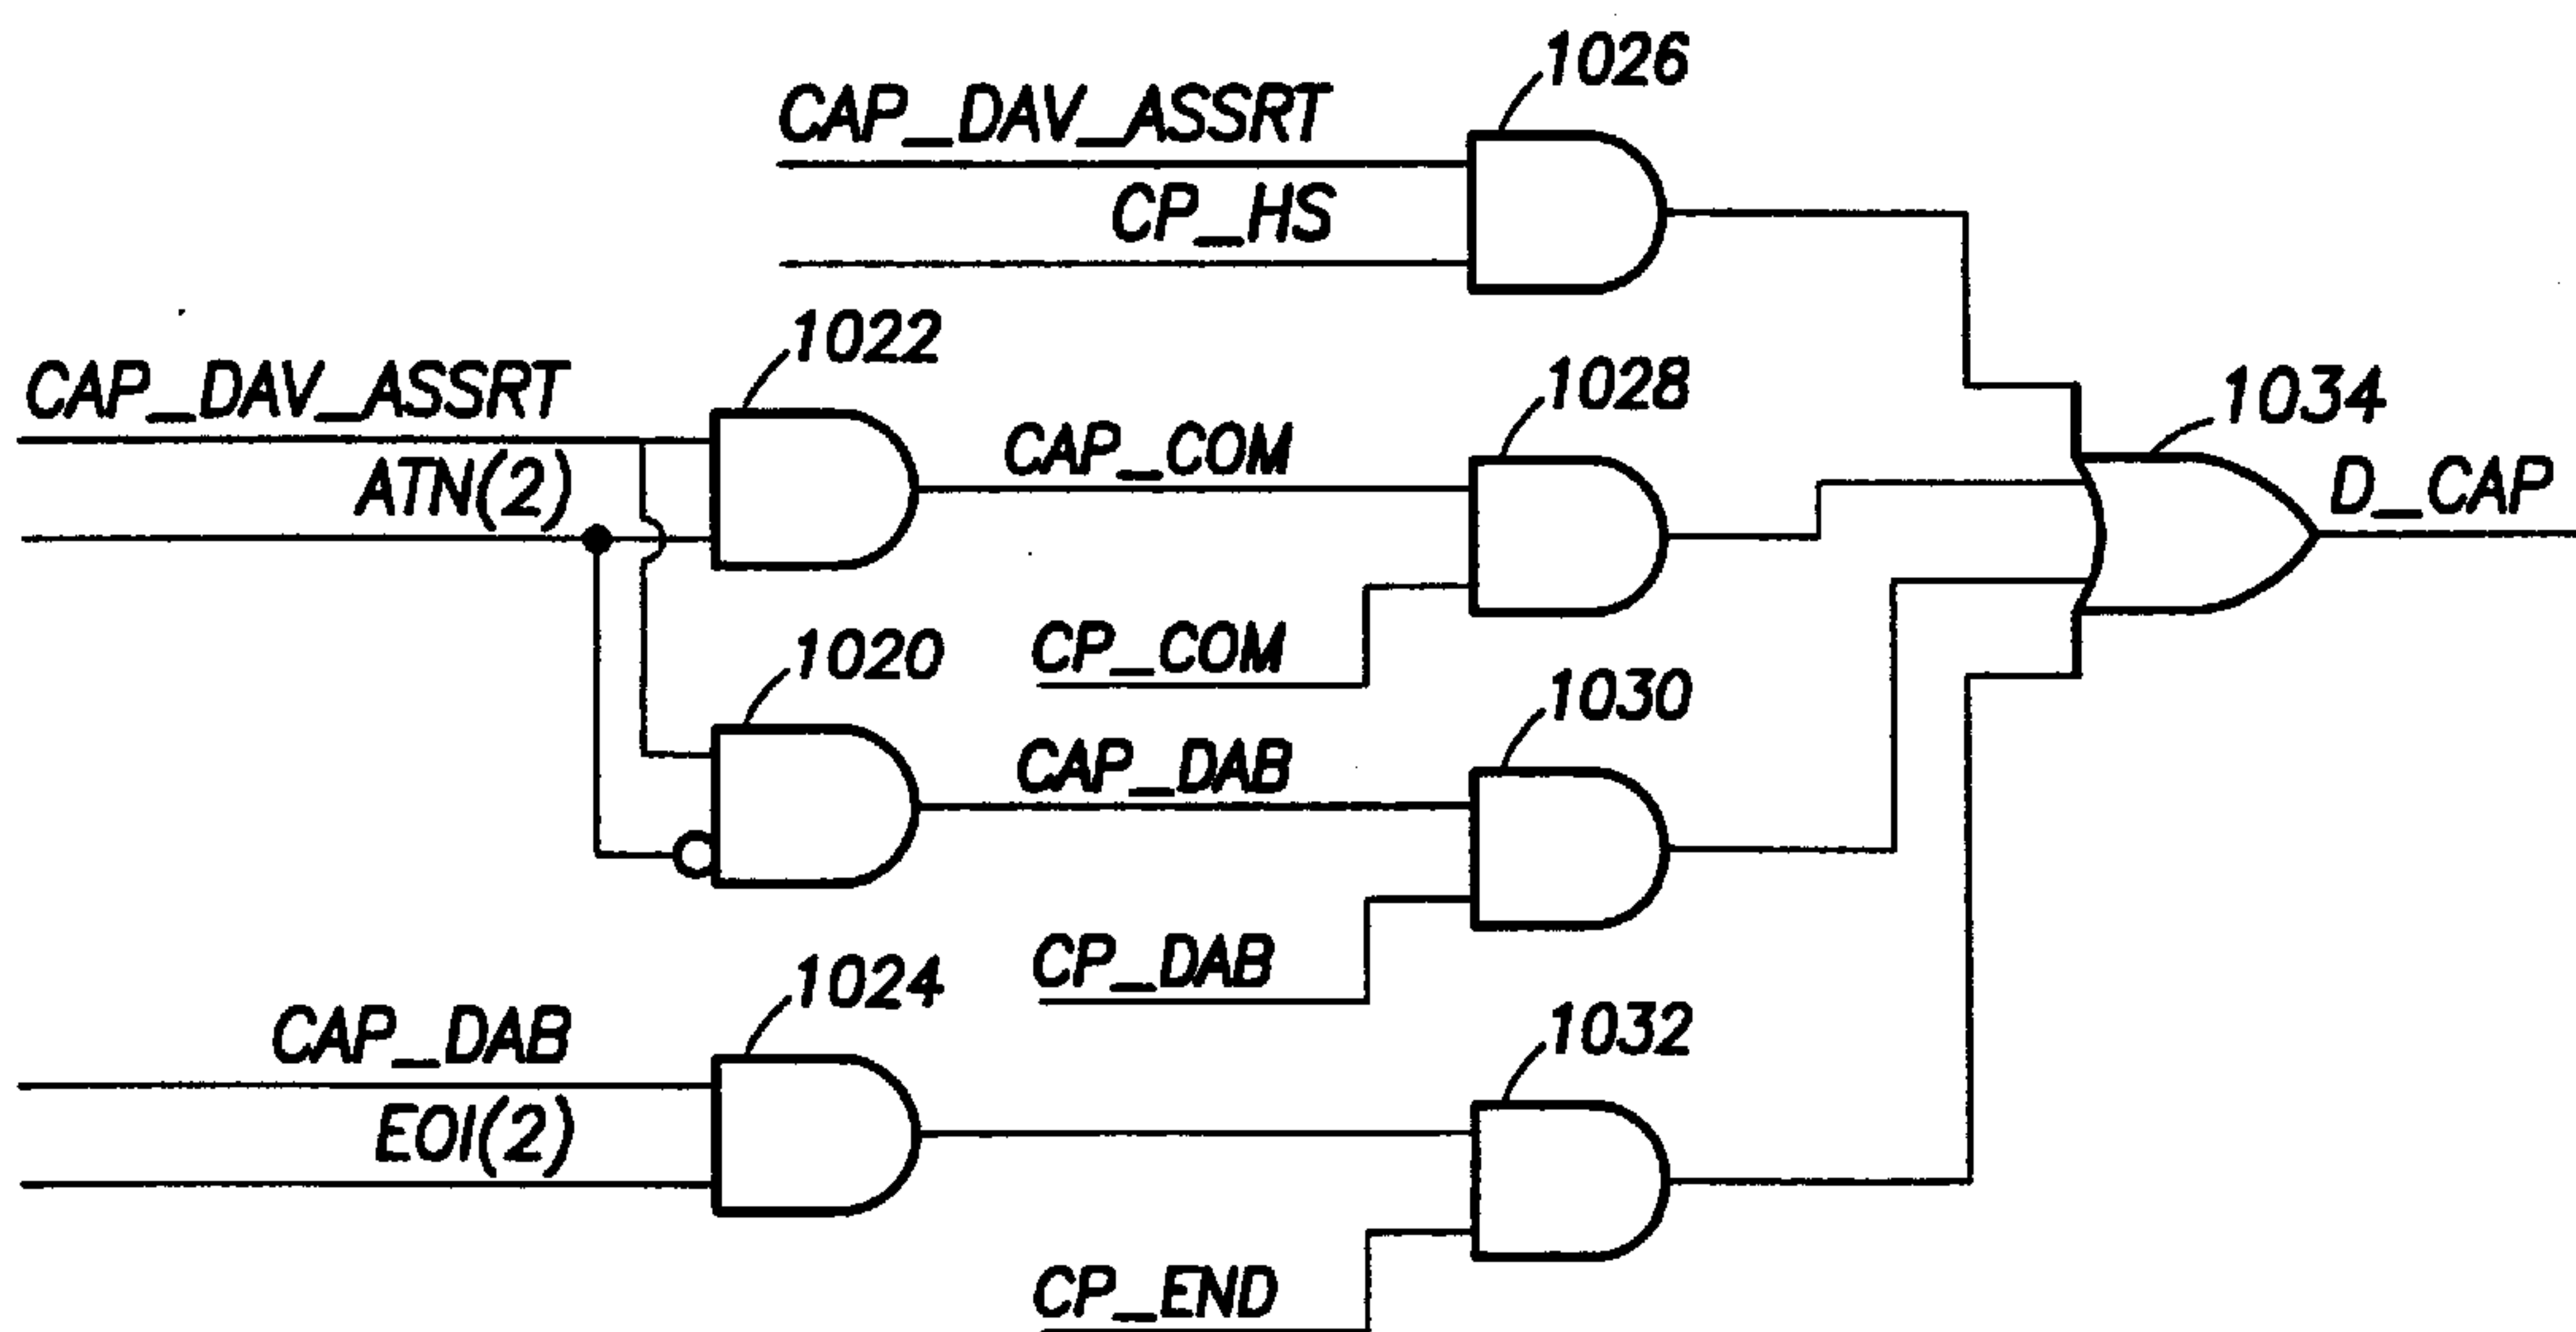 1026
CAP_DAV_ASSRT
CP_HS
1022
CAP_DAV_ASSRT
ATN(2)
1028
CAP_COM
1034
D_CAP
CP_COM
1020
1030
CAP_DAB
CP_DAB
1024
CAP_DAB
EOI(2)
1032
CP_END